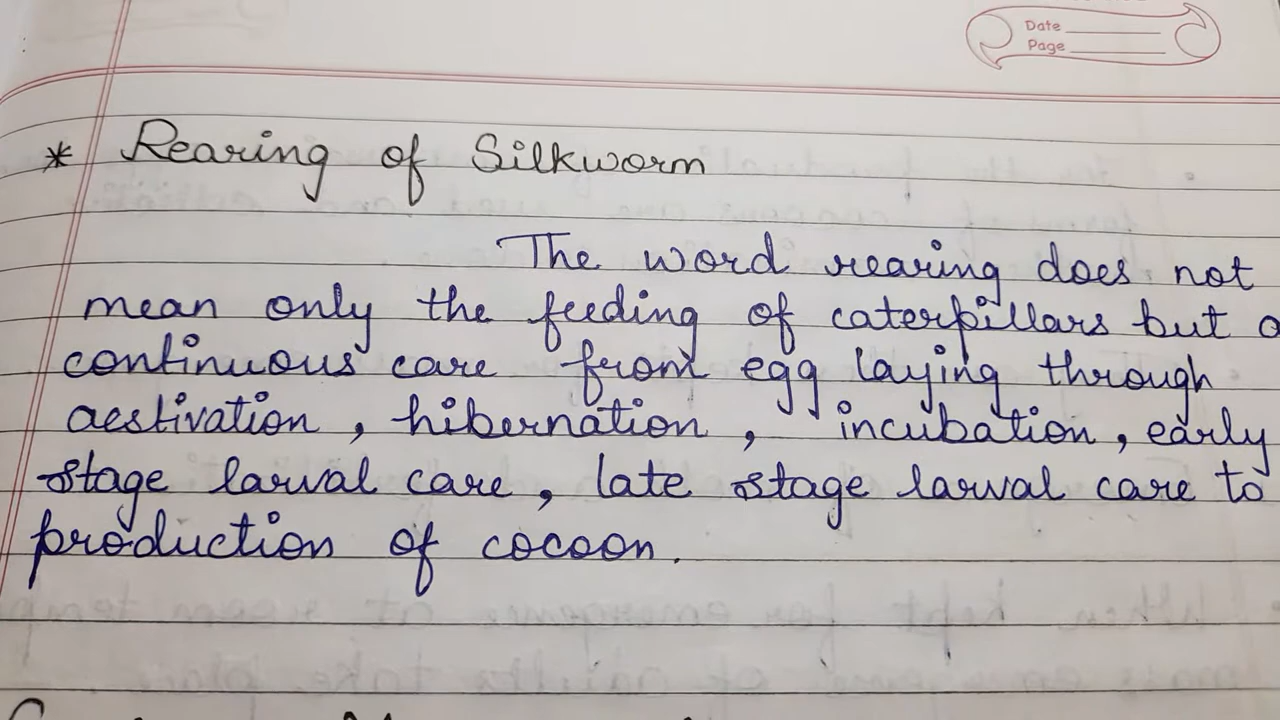 Date
Page
* Rearing of Silkworm
The word rearing does not
mean only the feeding of caterpillars but a
continuous care from egg laying through
aestivation, hibernation, incubation, early
stage larval care, late stage larval care to
production of cocoon.